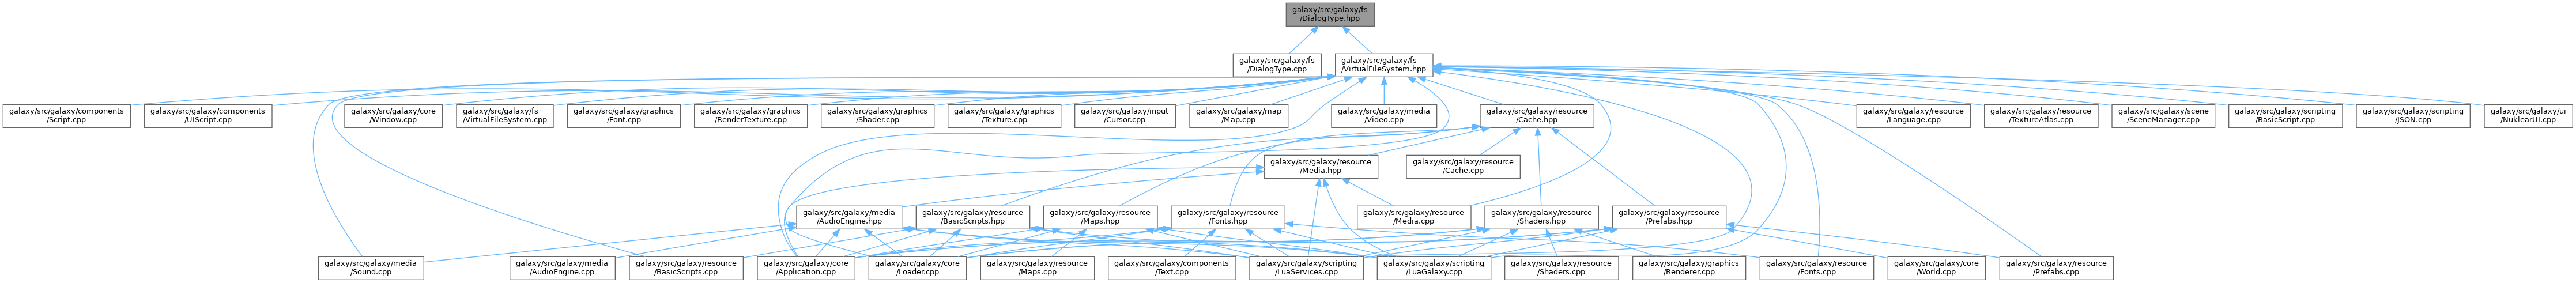 galaxy/src/galaxy/fs
/DialogType.hpp
galaxy/src/galaxy/fs
/DialogType.cpp
galaxy/src/galaxy/fs
/VirtualFileSystem.hpp
galaxy/src/galaxy/components
/Script.cpp
galaxy/src/galaxy/components
/UIScript.cpp
galaxy/src/galaxy/core
/Window.cpp
galaxy/src/galaxy/fs
/VirtualFileSystem.cpp
galaxy/src/galaxy/graphics
/Font.cpp
galaxy/src/galaxy/graphics
/RenderTexture.cpp
galaxy/src/galaxy/graphics
/Shader.cpp
galaxy/src/galaxy/graphics
/Texture.cpp
galaxy/src/galaxy/input
/Cursor.cpp
galaxy/src/galaxy/map
/Map.cpp
galaxy/src/galaxy/media
/Video.cpp
galaxy/src/galaxy/resource
/Cache.hpp
galaxy/src/galaxy/resource
/Language.cpp
galaxy/src/galaxy/resource
/TextureAtlas.cpp
galaxy/src/galaxy/scene
/SceneManager.cpp
galaxy/src/galaxy/scripting
/BasicScript.cpp
galaxy/src/galaxy/scripting
/JSON.cpp
galaxy/src/galaxy/ui
/NuklearUI.cpp
galaxy/src/galaxy/resource
/Media.hpp
galaxy/src/galaxy/resource
/Cache.cpp
galaxy/src/galaxy/media
/AudioEngine.hpp
galaxy/src/galaxy/resource
/BasicScripts.hpp
galaxy/src/galaxy/resource
/Maps.hpp
galaxy/src/galaxy/resource
/Fonts.hpp
galaxy/src/galaxy/resource
/Media.cpp
galaxy/src/galaxy/resource
/Shaders.hpp
galaxy/src/galaxy/resource
/Prefabs.hpp
galaxy/src/galaxy/media
/Sound.cpp
galaxy/src/galaxy/media
/AudioEngine.cpp
galaxy/src/galaxy/resource
/BasicScripts.cpp
galaxy/src/galaxy/core
/Application.cpp
galaxy/src/galaxy/core
/Loader.cpp
galaxy/src/galaxy/resource
/Maps.cpp
galaxy/src/galaxy/components
/Text.cpp
galaxy/src/galaxy/scripting
/LuaServices.cpp
galaxy/src/galaxy/scripting
/LuaGalaxy.cpp
galaxy/src/galaxy/resource
/Shaders.cpp
galaxy/src/galaxy/graphics
/Renderer.cpp
galaxy/src/galaxy/resource
/Fonts.cpp
galaxy/src/galaxy/core
/World.cpp
galaxy/src/galaxy/resource
/Prefabs.cpp